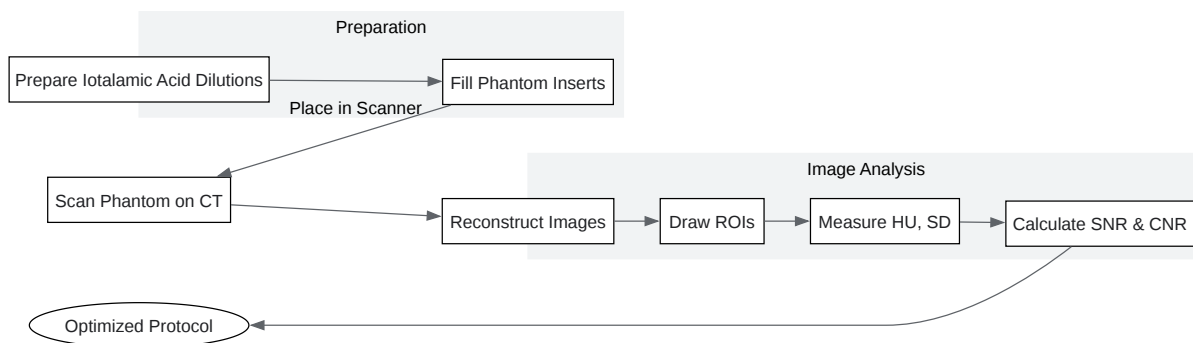 Preparation
Prepare Iotalamic Acid Dilutions
Fill Phantom Inserts
Place in Scanner
Scan Phantom on CT
Image Analysis
Reconstruct Images
Draw ROIs
Measure HU, SD
Calculate SNR & CNR
Optimized Protocol